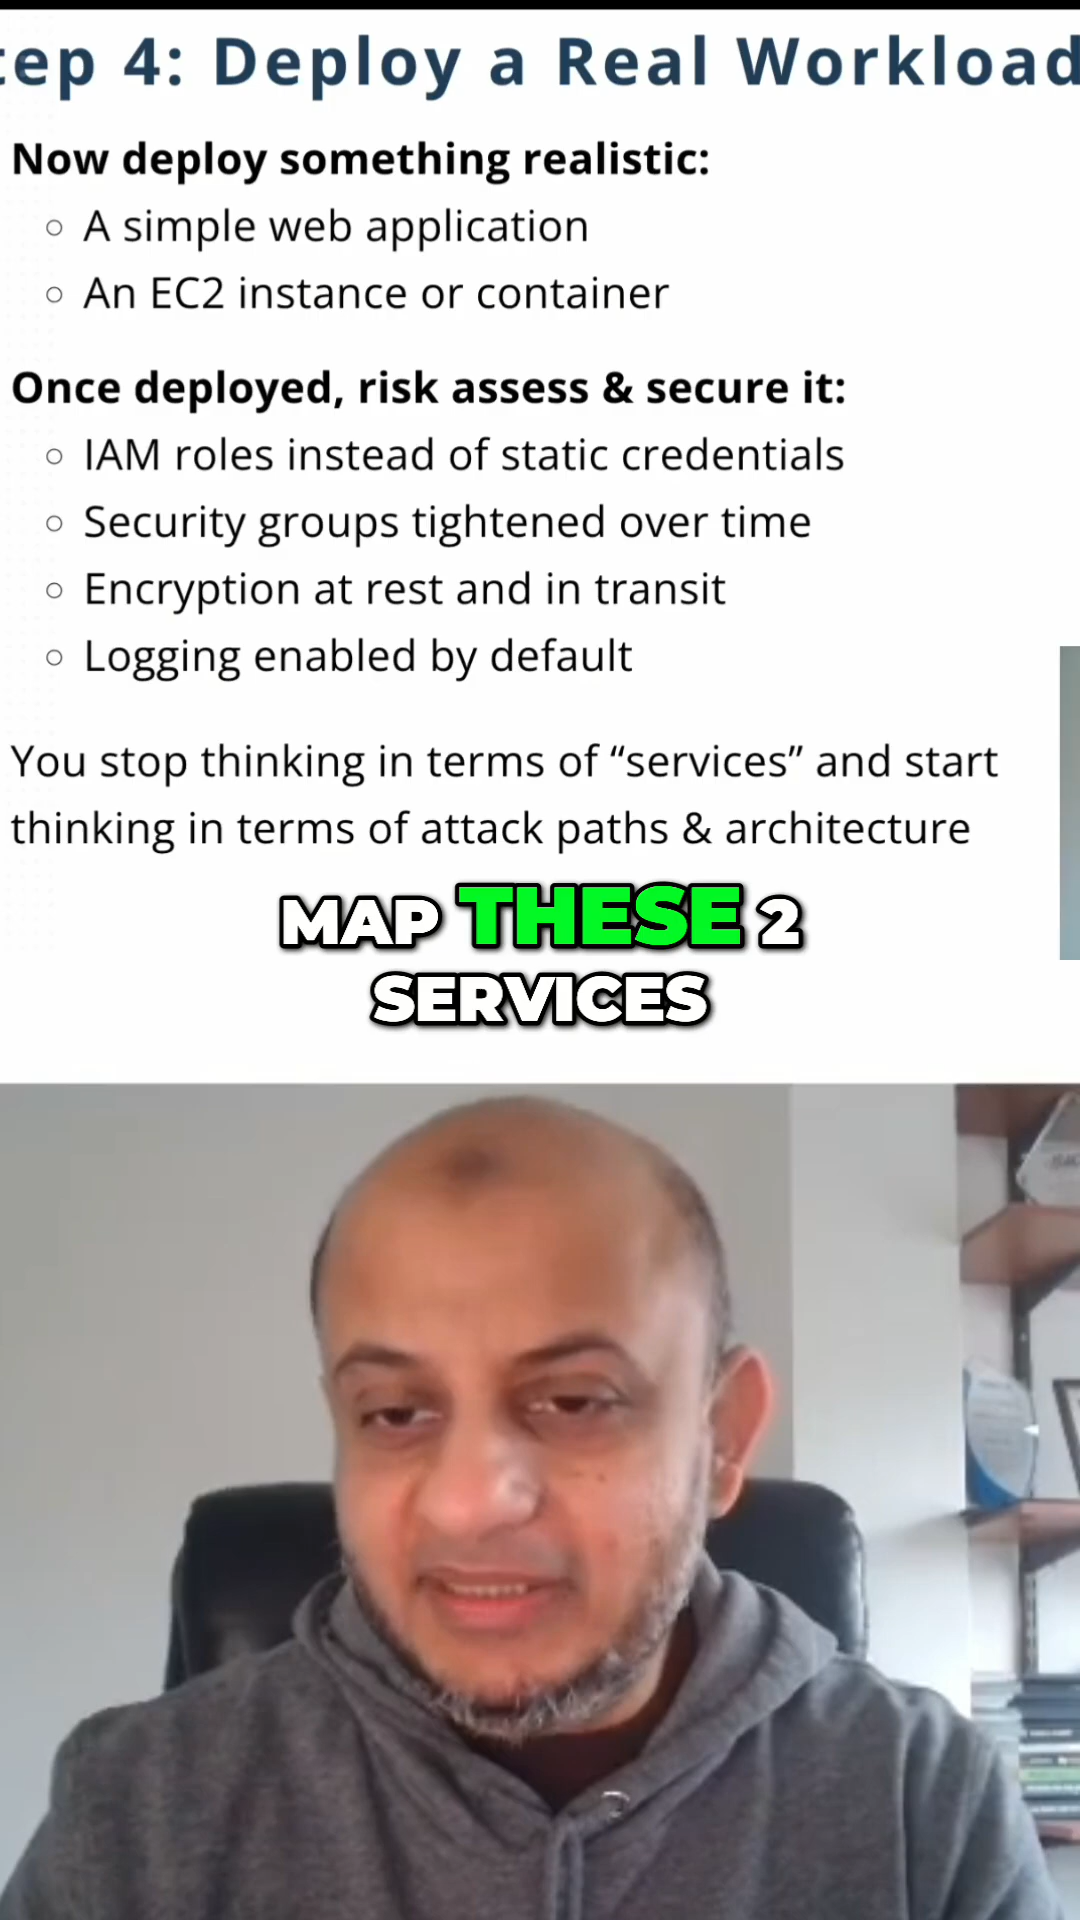 tep 4: Deploy a Real Workload
Now deploy something realistic:
○ A simple web application
○ An EC2 instance or container
Once deployed, risk assess & secure it:
○ IAM roles instead of static credentials
○ Security groups tightened over time
○ Encryption at rest and in transit
○ Logging enabled by default
You stop thinking in terms of “services” and start
thinking in terms of attack paths & architecture
MAP THESE 2
SERVICES